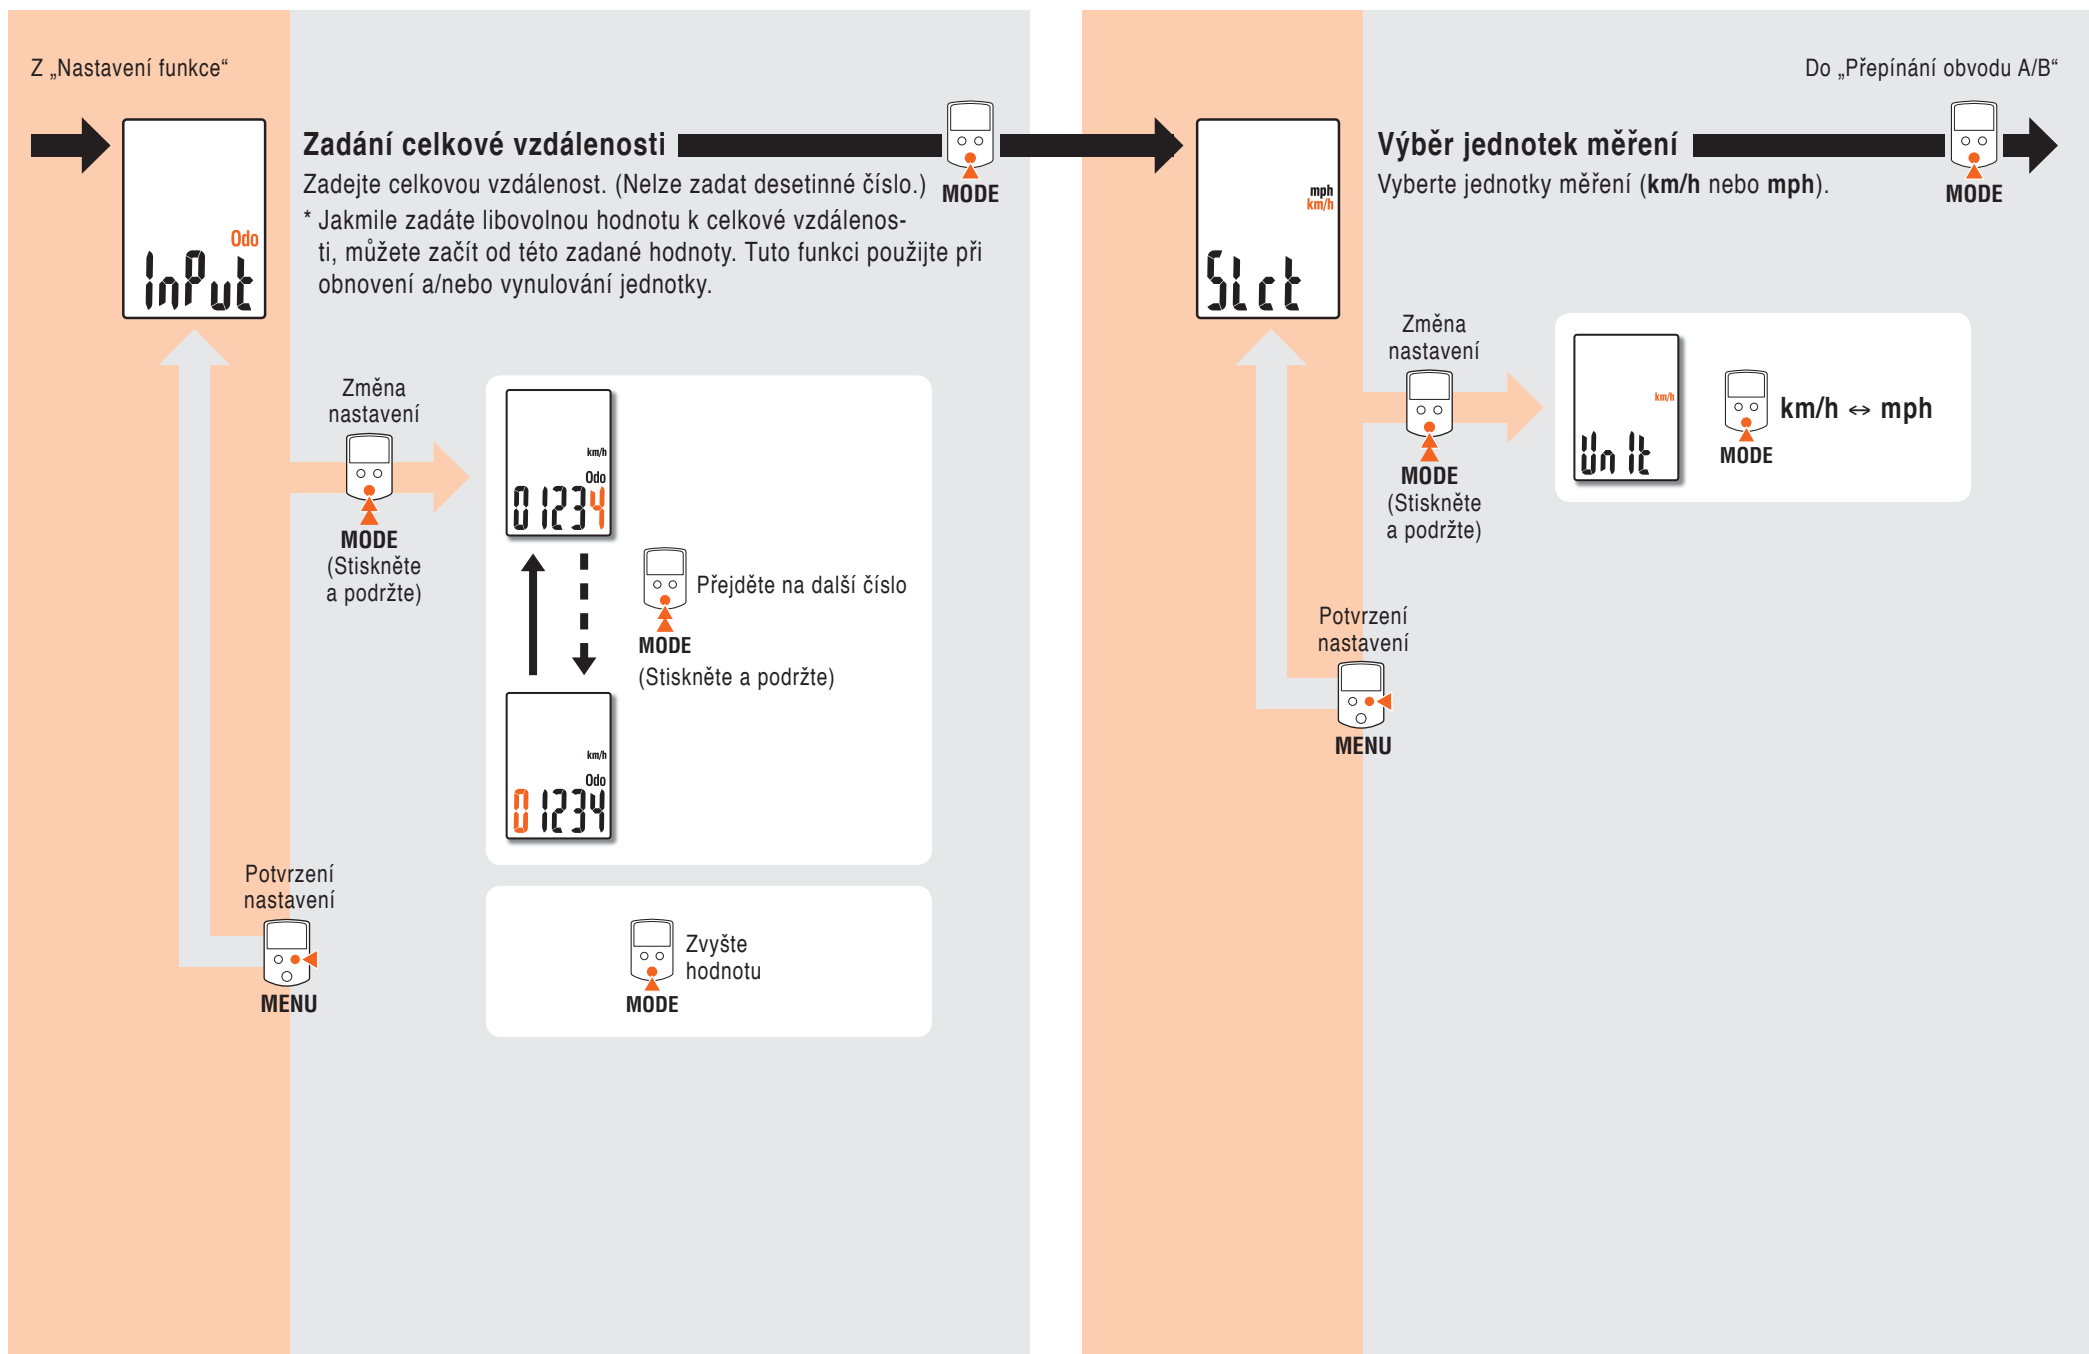 Z „Nastavení funkce“
Odo
InPut
Zadání celkové vzdálenosti
MODE
Zadejte celkovou vzdálenost. (Nelze zadat desetinné číslo.)
* Jakmile zadáte libovolnou hodnotu k celkové vzdálenos-
ti, můžete začít od této zadané hodnoty. Tuto funkci použijte při
obnovení a/nebo vynulování jednotky.
Změna
nastavení
MODE
(Stiskněte
a podržte)
km/h
Odo
01234
Přejděte na další číslo
MODE
(Stiskněte a podržte)
km/h
Odo
01234
Potvrzení
nastavení
MENU
Zvyšte
hodnotu
MODE
Do „Přepínání obvodu A/B“
mph
km/h
SLct
Výběr jednotek měření
MODE
Vyberte jednotky měření (km/h nebo mph).
Změna
nastavení
MODE
(Stiskněte
a podržte)
km/h
UnIt
km/h ↔ mph
MODE
Potvrzení
nastavení
MENU